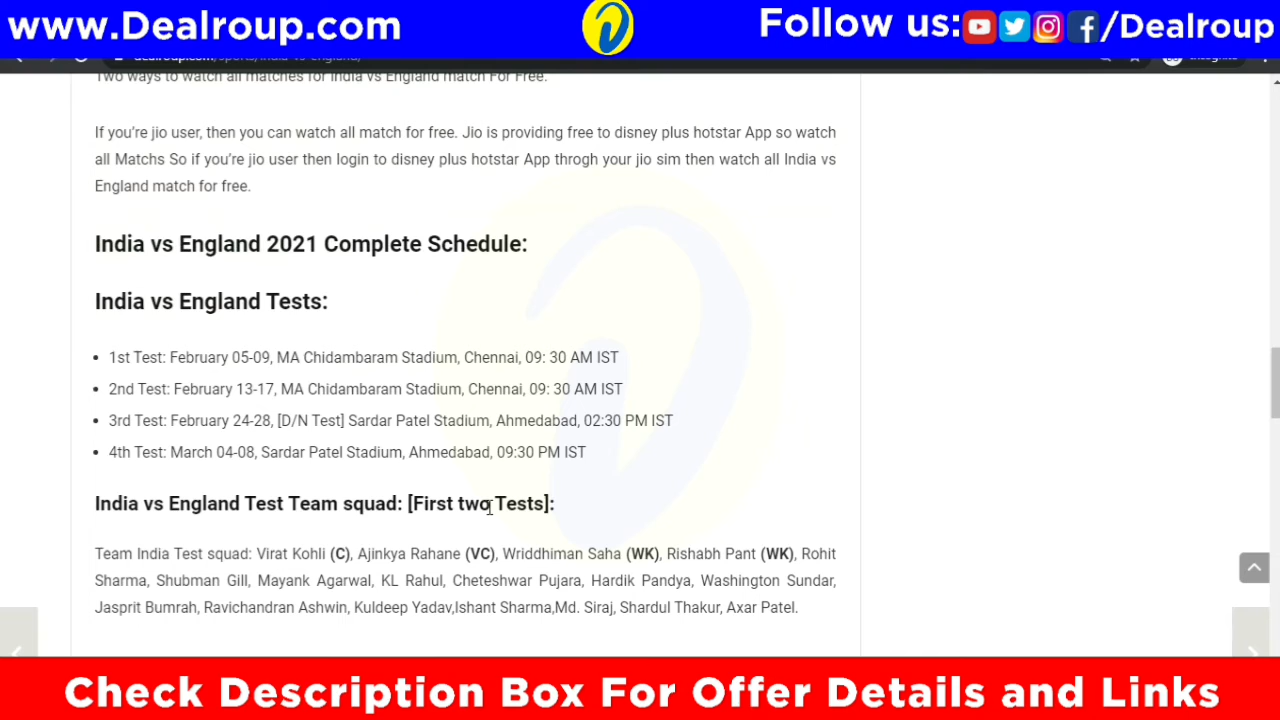 www.Dealroup.com
Follow us: /Dealroup
Two ways to watch all matches for India vs England match For Free.
If you're jio user, then you can watch all match for free. Jio is providing free to disney plus hotstar App so watch
all Matchs So if you're jio user then login to disney plus hotstar App throgh your jio sim then watch all India vs
England match for free.
India vs England 2021 Complete Schedule:
India vs England Tests:
1st Test: February 05-09, MA Chidambaram Stadium, Chennai, 09: 30 AM IST
2nd Test: February 13-17, MA Chidambaram Stadium, Chennai, 09: 30 AM IST
3rd Test: February 24-28, [D/N Test] Sardar Patel Stadium, Ahmedabad, 02:30 PM IST
4th Test: March 04-08, Sardar Patel Stadium, Ahmedabad, 09:30 PM IST
India vs England Test Team squad: [First two Tests]:
Team India Test squad: Virat Kohli (C), Ajinkya Rahane (VC), Wriddhiman Saha (WK), Rishabh Pant (WK), Rohit
Sharma, Shubman Gill, Mayank Agarwal, KL Rahul, Cheteshwar Pujara, Hardik Pandya, Washington Sundar,
Jasprit Bumrah, Ravichandran Ashwin, Kuldeep Yadav,Ishant Sharma,Md. Siraj, Shardul Thakur, Axar Patel.
Check Description Box For Offer Details and Links